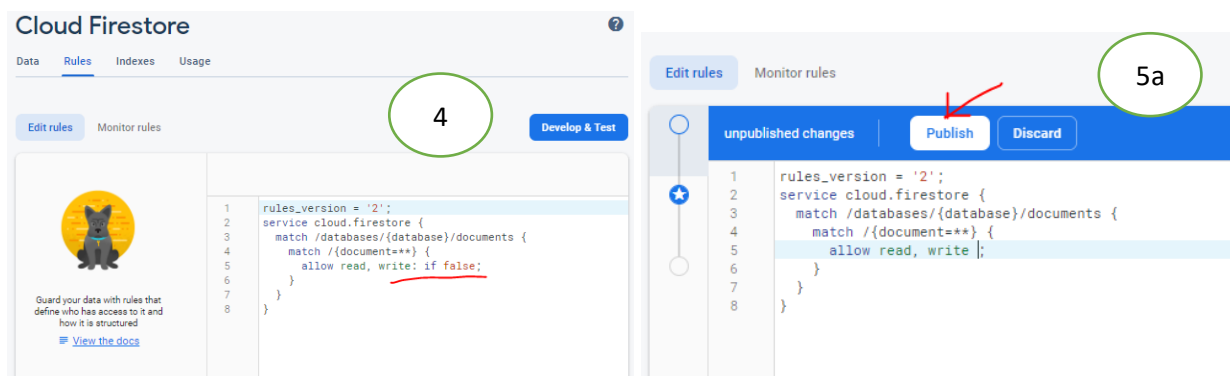 Cloud Firestore
?
Data Rules Indexes Usage
4
Edit rules Monitor rules
Develop & Test
Guard your data with rules that
define who has access to it and
how it is structured
View the docs
1 rules_version = '2';
2 service cloud.firestore {
3 match /databases/{database}/documents {
4 match /{document=**} {
5 allow read, write: if false;
6 }
7 }
8 }
Edit rules Monitor rules
5a
unpublished changes Publish Discard
1 rules_version = '2';
2 service cloud.firestore {
3 match /databases/{database}/documents {
4 match /{document=**} {
5 allow read, write ;
6 }
7 }
8 }